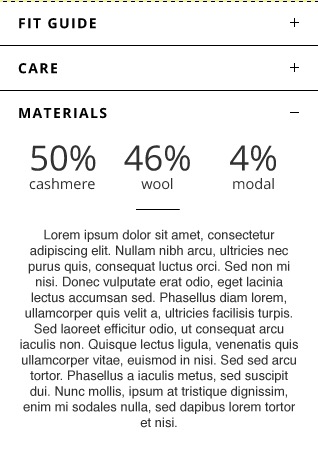 FIT GUIDE +
CARE +
MATERIALS −
50% 46% 4%
cashmere wool modal
Lorem ipsum dolor sit amet, consectetur
adipiscing elit. Nullam nibh arcu, ultricies nec
purus quis, consequat luctus orci. Sed non mi
nisi. Donec vulputate erat odio, eget lacinia
lectus accumsan sed. Phasellus diam lorem,
ullamcorper quis velit a, ultricies facilisis turpis.
Sed laoreet efficitur odio, ut consequat arcu
iaculis non. Quisque lectus ligula, venenatis quis
ullamcorper vitae, euismod in nisi. Sed sed arcu
tortor. Phasellus a iaculis metus, sed suscipit
dui. Nunc mollis, ipsum at tristique dignissim,
enim mi sodales nulla, sed dapibus lorem tortor
et nisi.